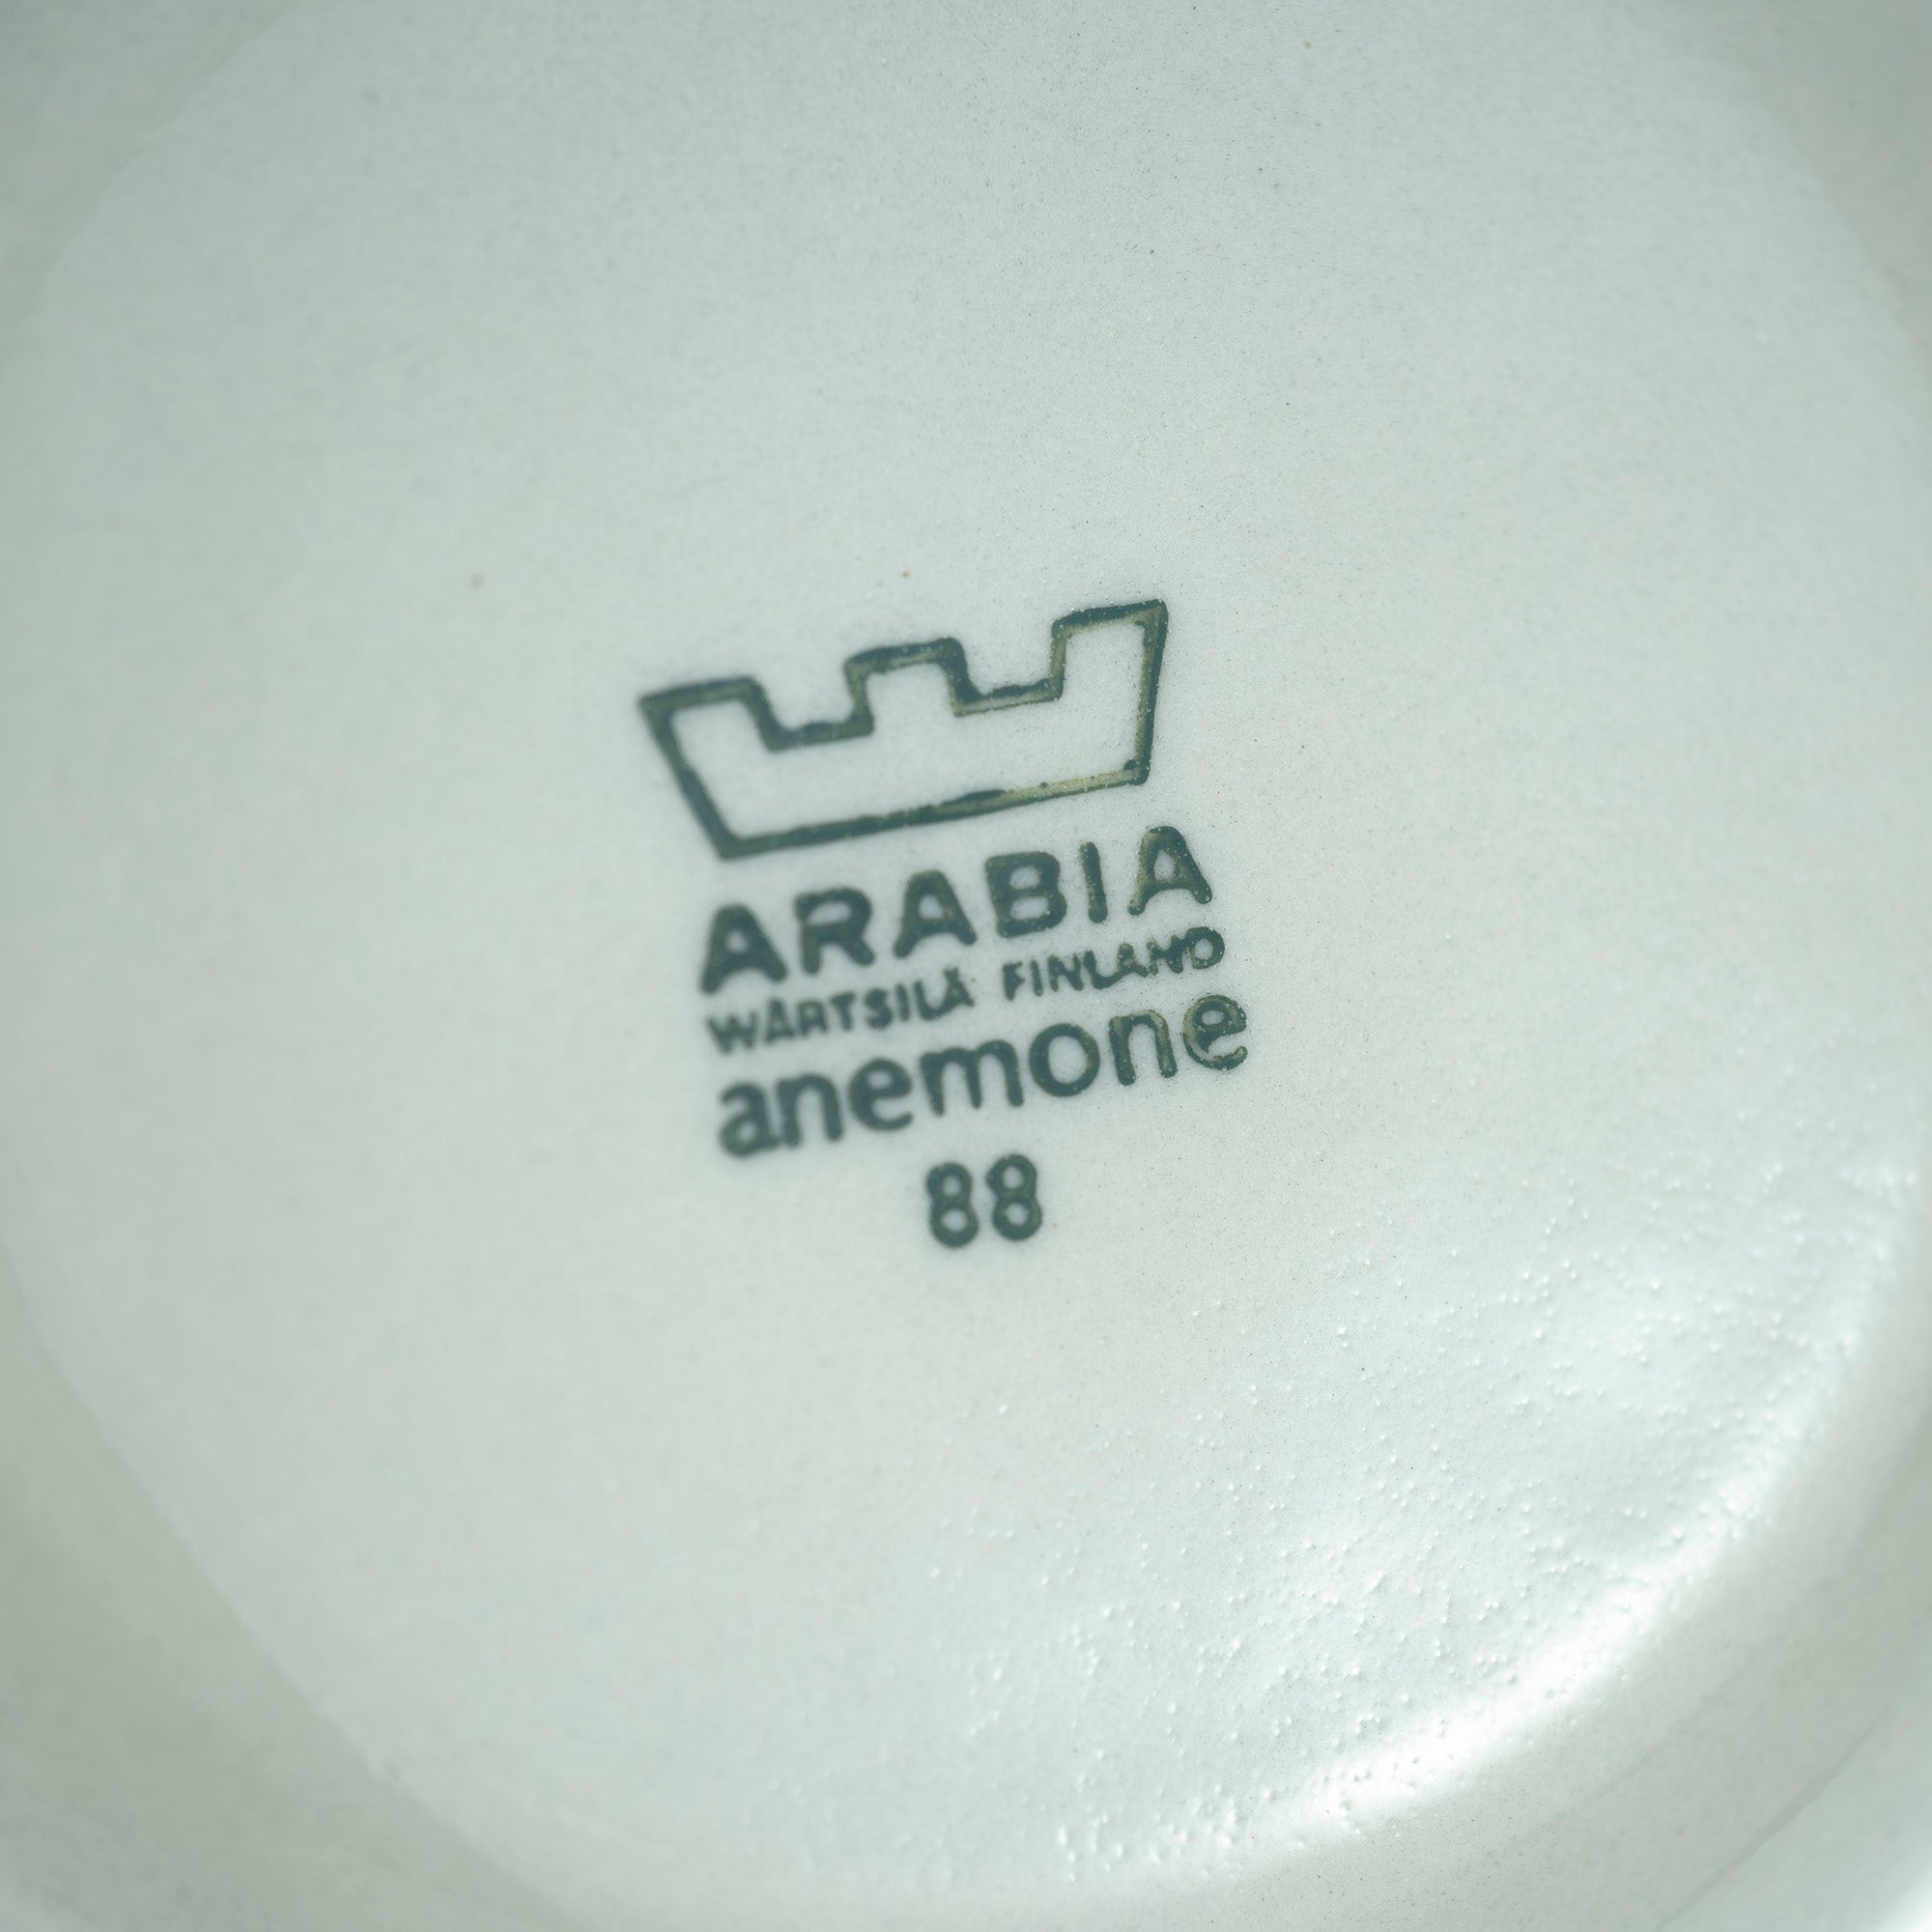 ARABIA
WÄRTSILÄ FINLAND
anemone
88